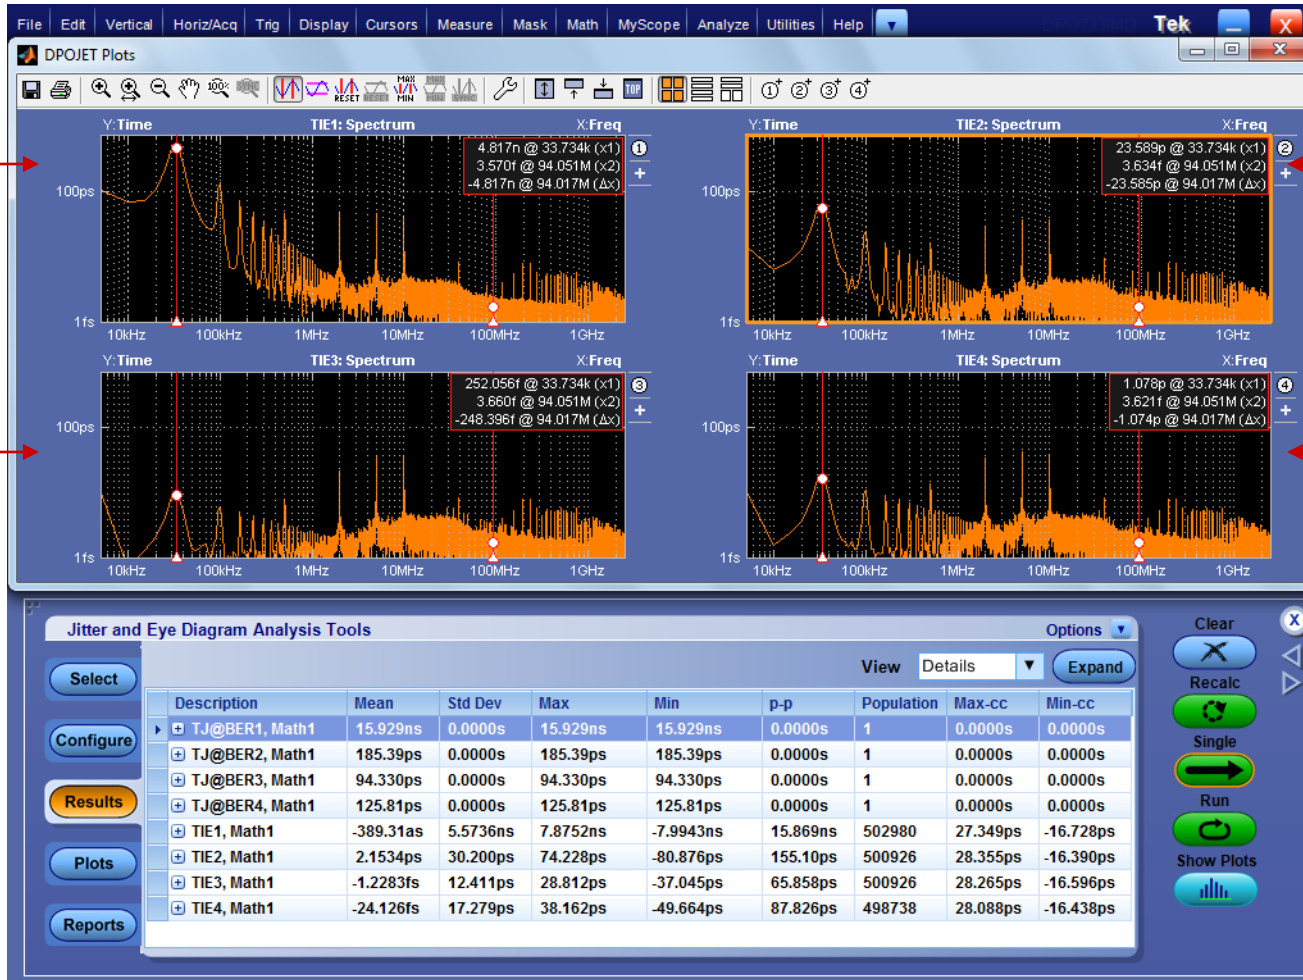 File Edit Vertical Horiz/Acq Trig Display Cursors Measure Mask Math MyScope Analyze Utilities Help Tek X
DPOJET Plots
100% RESET RESET MAX MIN SYNC TOP 1 2 3 4
Y:Time TIE1: Spectrum X:Freq
4.817n @ 33.734k (x1)
3.570f @ 94.051M (x2)
-4.817n @ 94.017M (Δx)
1
+
100ps
1fs
10kHz 100kHz 1MHz 10MHz 100MHz 1GHz
Y:Time TIE2: Spectrum X:Freq
23.589p @ 33.734k (x1)
3.634f @ 94.051M (x2)
-23.585p @ 94.017M (Δx)
2
+
100ps
1fs
10kHz 100kHz 1MHz 10MHz 100MHz 1GHz
Y:Time TIE3: Spectrum X:Freq
252.056f @ 33.734k (x1)
3.660f @ 94.051M (x2)
-248.396f @ 94.017M (Δx)
3
+
100ps
1fs
10kHz 100kHz 1MHz 10MHz 100MHz 1GHz
Y:Time TIE4: Spectrum X:Freq
1.078p @ 33.734k (x1)
3.621f @ 94.051M (x2)
-1.074p @ 94.017M (Δx)
4
+
100ps
1fs
10kHz 100kHz 1MHz 10MHz 100MHz 1GHz
Jitter and Eye Diagram Analysis Tools Options
View Details Expand
Select
Configure
Results
Plots
Reports
Description Mean Std Dev Max Min p-p Population Max-cc Min-cc
TJ@BER1, Math1 15.929ns 0.0000s 15.929ns 15.929ns 0.0000s 1 0.0000s 0.0000s
TJ@BER2, Math1 185.39ps 0.0000s 185.39ps 185.39ps 0.0000s 1 0.0000s 0.0000s
TJ@BER3, Math1 94.330ps 0.0000s 94.330ps 94.330ps 0.0000s 1 0.0000s 0.0000s
TJ@BER4, Math1 125.81ps 0.0000s 125.81ps 125.81ps 0.0000s 1 0.0000s 0.0000s
TIE1, Math1 -389.31as 5.5736ns 7.8752ns -7.9943ns 15.869ns 502980 27.349ps -16.728ps
TIE2, Math1 2.1534ps 30.200ps 74.228ps -80.876ps 155.10ps 500926 28.355ps -16.390ps
TIE3, Math1 -1.2283fs 12.411ps 28.812ps -37.045ps 65.858ps 500926 28.265ps -16.596ps
TIE4, Math1 -24.126fs 17.279ps 38.162ps -49.664ps 87.826ps 498738 28.088ps -16.438ps
Clear
Recalc
Single
Run
Show Plots
X